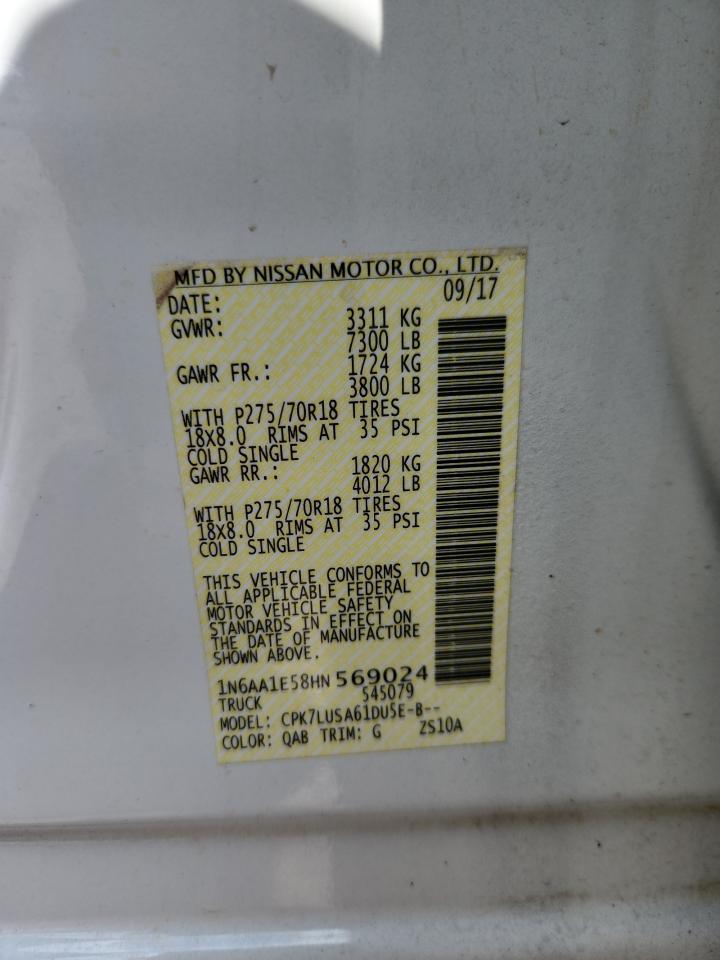 MFD BY NISSAN MOTOR CO., LTD.
DATE: 09/17
GVWR: 3311 KG
7300 LB
GAWR FR.: 1724 KG
3800 LB
WITH P275/70R18 TIRES
18X8.0 RIMS AT 35 PSI
COLD SINGLE
GAWR RR.: 1820 KG
4012 LB
WITH P275/70R18 TIRES
18X8.0 RIMS AT 35 PSI
COLD SINGLE
THIS VEHICLE CONFORMS TO
ALL APPLICABLE FEDERAL
MOTOR VEHICLE SAFETY
STANDARDS IN EFFECT ON
THE DATE OF MANUFACTURE
SHOWN ABOVE.
1N6AA1E58HN 569024
TRUCK 545079
MODEL: CPK7LUSA61DU5E-B--
COLOR: QAB TRIM: G ZS10A